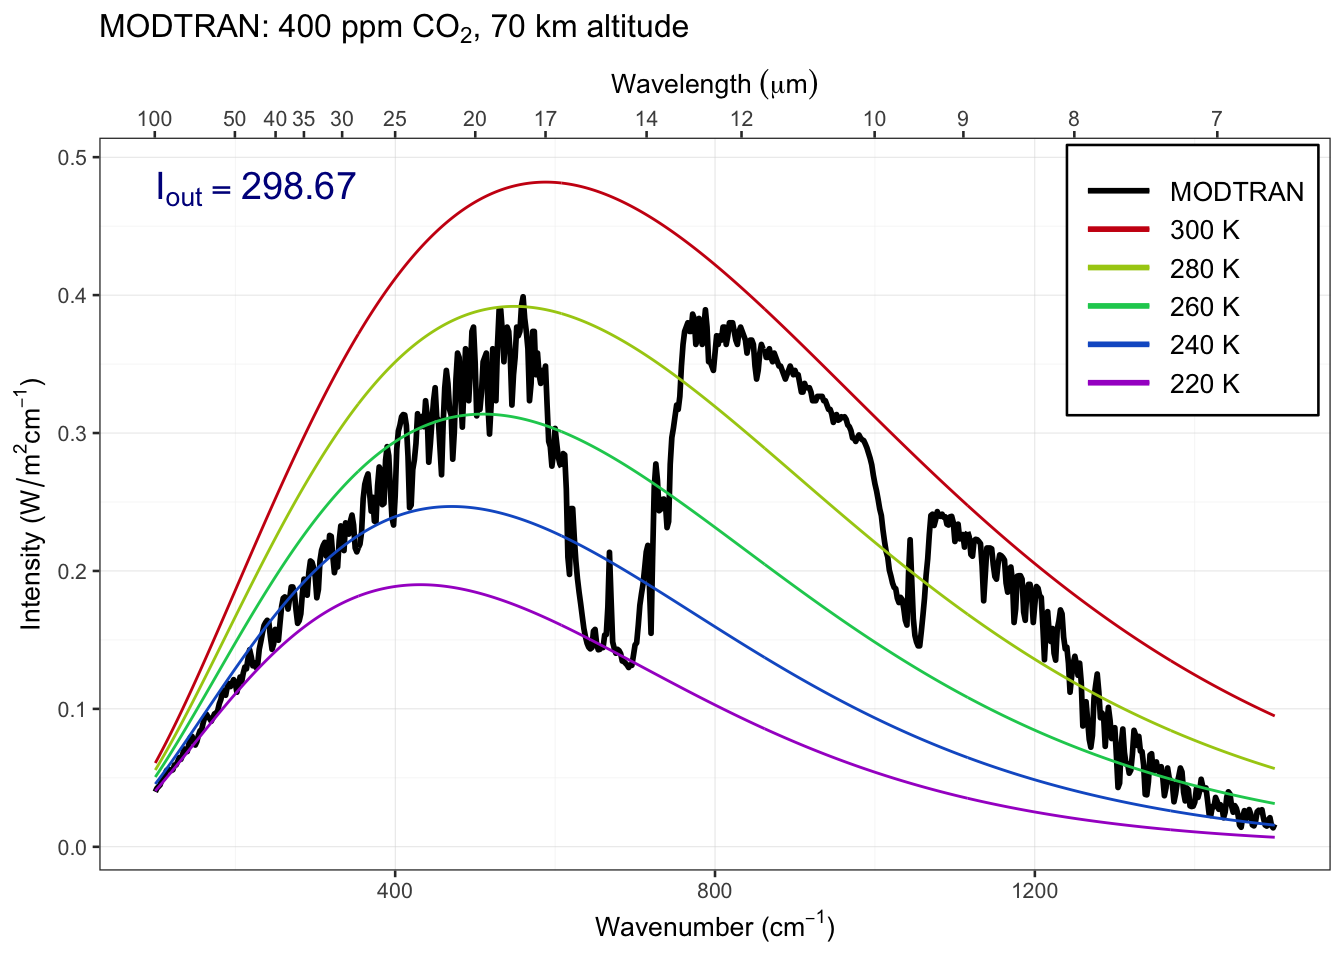 MODTRAN: 400 ppm CO₂, 70 km altitude
Wavelength (μm)
100 50 40 35 30 25 20 17 14 12 10 9 8 7
Intensity (W/m²cm⁻¹)
0.5
0.4
0.3
0.2
0.1
0.0
I_out = 298.67
MODTRAN
300 K
280 K
260 K
240 K
220 K
400 800 1200
Wavenumber (cm⁻¹)